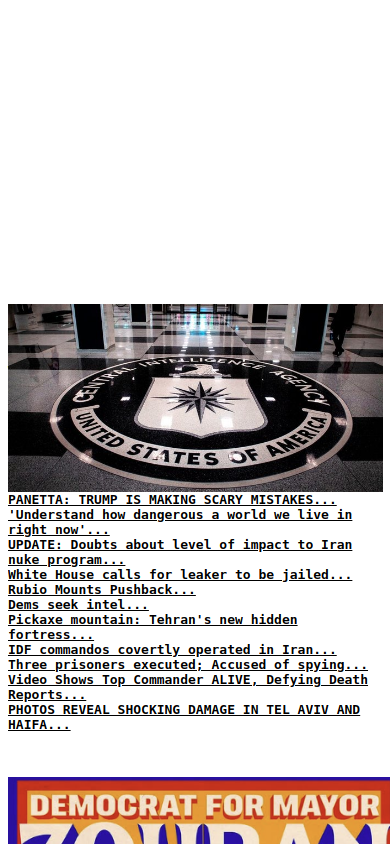 CENTRAL INTELLIGENCE AGENCY
UNITED STATES OF AMERICA
PANETTA: TRUMP IS MAKING SCARY MISTAKES...
'Understand how dangerous a world we live in
right now'...
UPDATE: Doubts about level of impact to Iran
nuke program...
White House calls for leaker to be jailed...
Rubio Mounts Pushback...
Dems seek intel...
Pickaxe mountain: Tehran's new hidden
fortress...
IDF commandos covertly operated in Iran...
Three prisoners executed; Accused of spying...
Video Shows Top Commander ALIVE, Defying Death
Reports...
PHOTOS REVEAL SHOCKING DAMAGE IN TEL AVIV AND
HAIFA...
DEMOCRAT FOR MAYOR